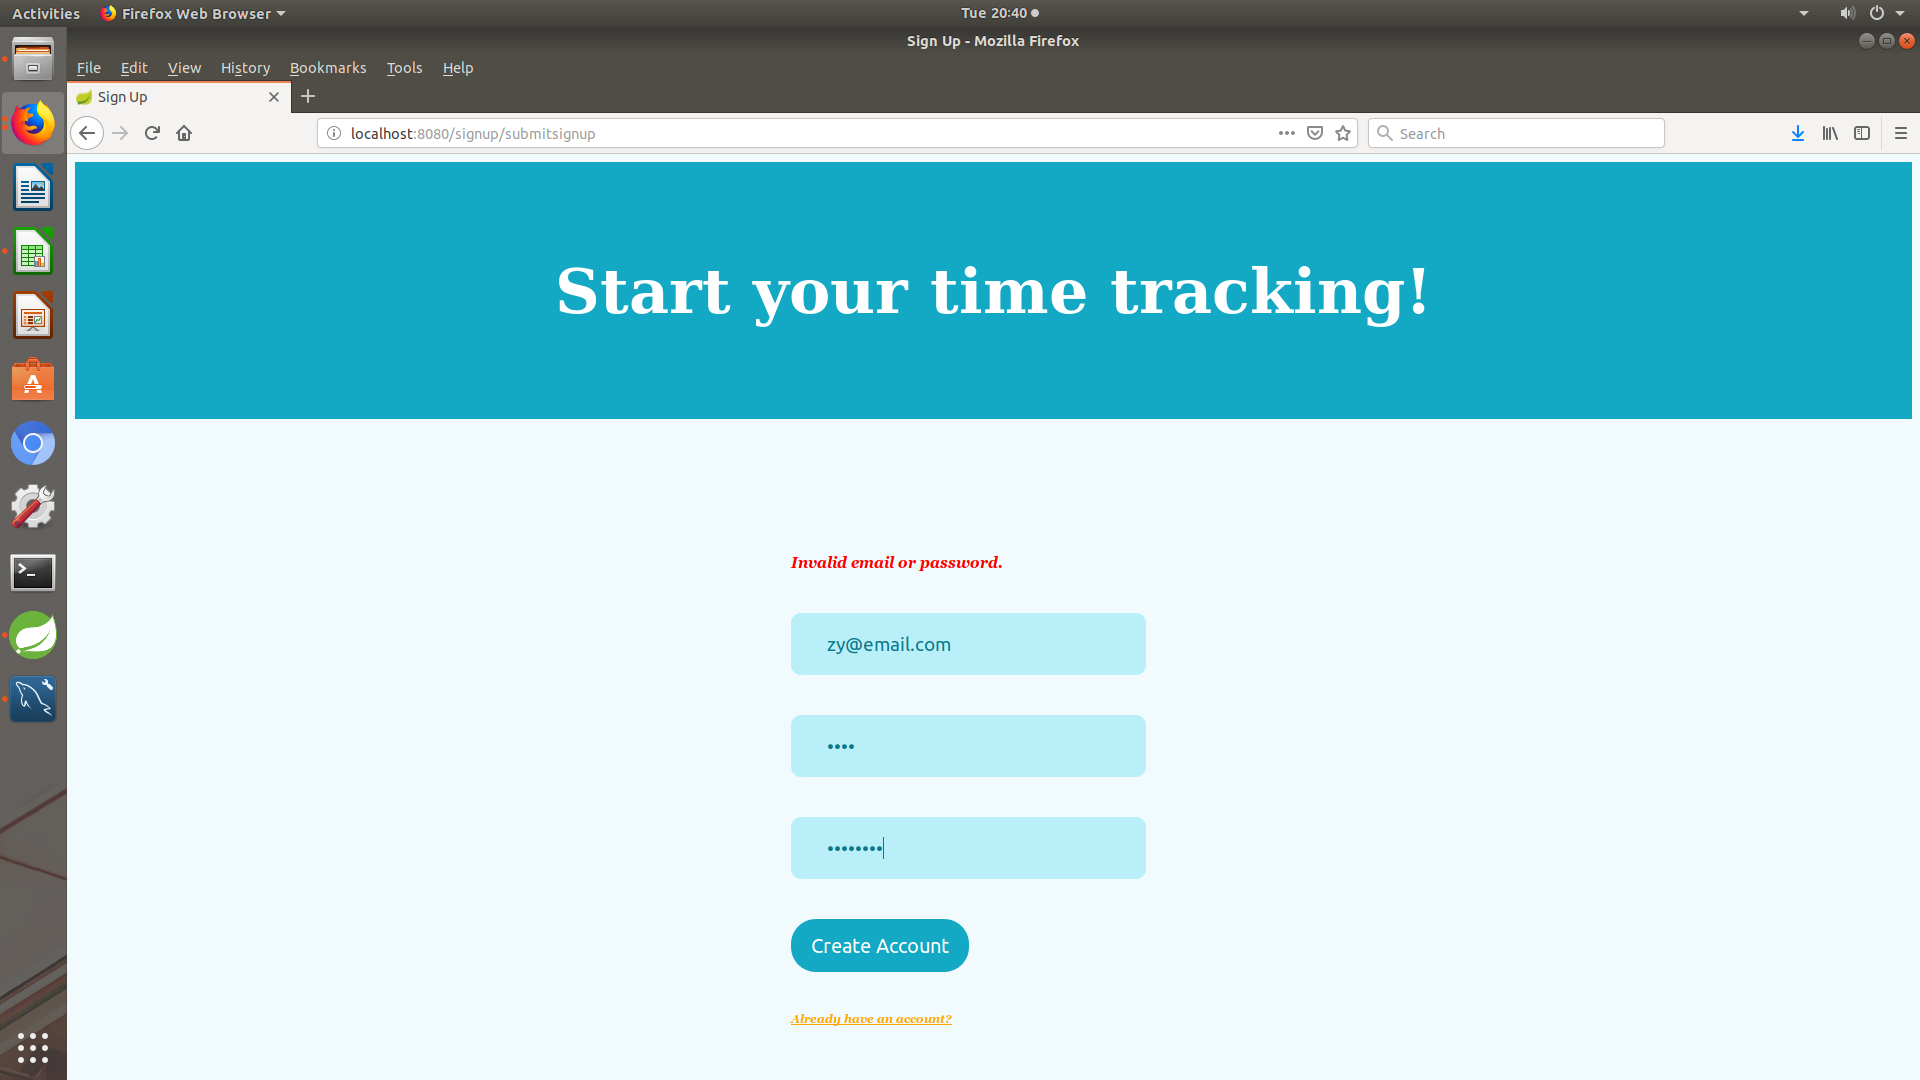 Activities
Firefox Web Browser
Tue 20:40
Sign Up - Mozilla Firefox
File Edit View History Bookmarks Tools Help
Sign Up
localhost:8080/signup/submitsignup
Search
Start your time tracking!
Invalid email or password.
zy@email.com
••••
••••••••
Create Account
Already have an account?